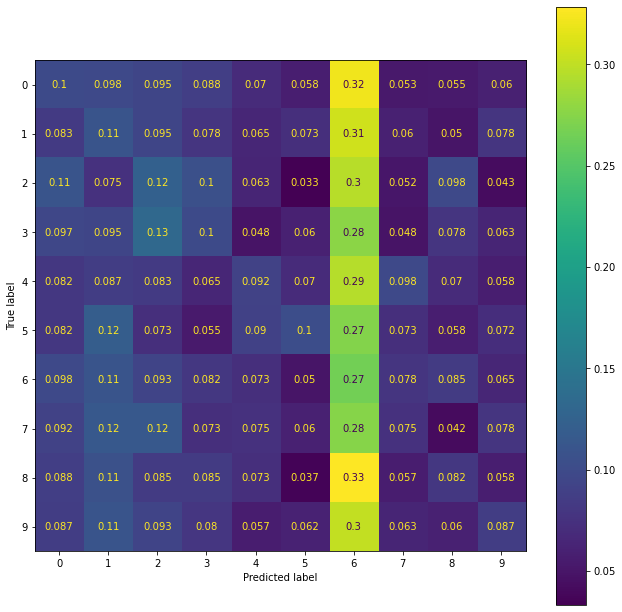 0 0.1 0.098 0.095 0.088 0.07 0.058 0.32 0.053 0.055 0.06
1 0.083 0.11 0.095 0.078 0.065 0.073 0.31 0.06 0.05 0.078
2 0.11 0.075 0.12 0.1 0.063 0.033 0.3 0.052 0.098 0.043
3 0.097 0.095 0.13 0.1 0.048 0.06 0.28 0.048 0.078 0.063
4 0.082 0.087 0.083 0.065 0.092 0.07 0.29 0.098 0.07 0.058
True label
5 0.082 0.12 0.073 0.055 0.09 0.1 0.27 0.073 0.058 0.072
6 0.098 0.11 0.093 0.082 0.073 0.05 0.27 0.078 0.085 0.065
7 0.092 0.12 0.12 0.073 0.075 0.06 0.28 0.075 0.042 0.078
8 0.088 0.11 0.085 0.085 0.073 0.037 0.33 0.057 0.082 0.058
9 0.087 0.11 0.093 0.08 0.057 0.062 0.3 0.063 0.06 0.087
0 1 2 3 4 5 6 7 8 9
Predicted label
0.30
0.25
0.20
0.15
0.10
0.05